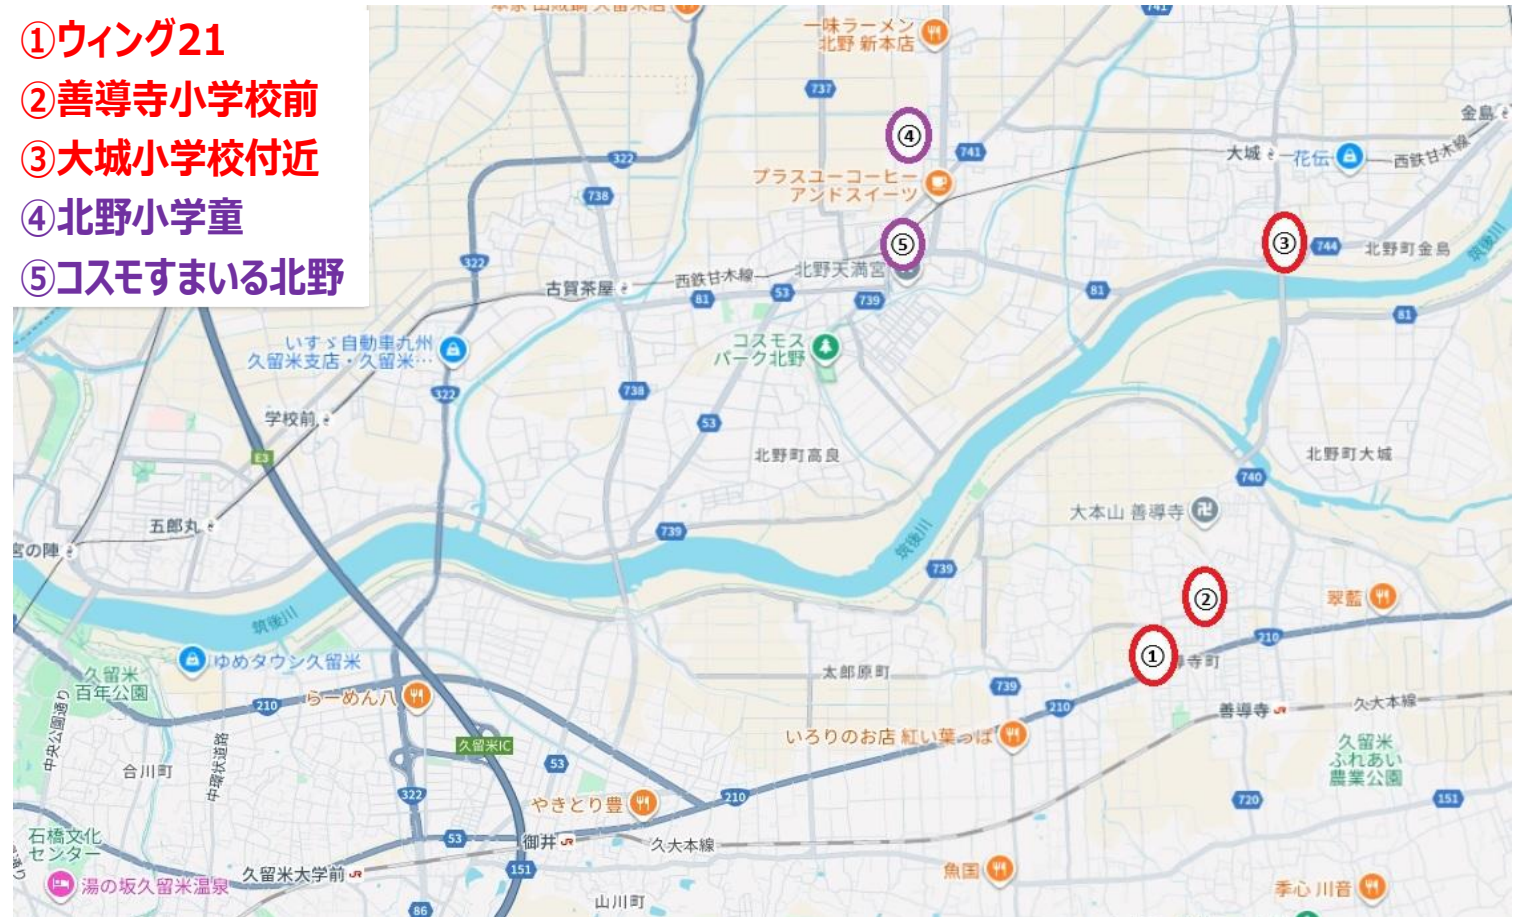 ①ウィング21
②善導寺小学校前
③大城小学校付近
④北野小学童
⑤コスモすまいる北野
741
一味ラーメン
北野 新本店
737
金島
④
322
741
大城
花伝
西鉄甘木線
プラスユーコーヒー
アンドスイーツ
738
⑤
③
744
北野町金島
筑後川
322
北野天満宮
西鉄甘木線
古賀茶屋
81
53
739
81
81
いすゞ自動車九州
久留米支店・久留米…
コスモス
パーク北野
322
738
学校前
53
E3
北野町高良
北野町大城
740
大本山 善導寺
五郎丸
宮の陣
739
筑後川
739
②
翠藍
筑後川
210
①
導寺町
ゆめタウン久留米
久留米
百年公園
太郎原町
739
らーめん八
210
210
善導寺
久大本線
中央公園通り
中環状道路
久留米IC
いろりのお店 紅い葉っぱ
久留米
ふれあい
農業公園
合川町
53
322
やきとり豊
210
720
151
石橋文化
センター
53
御井
久大本線
久留米大学前
151
魚国
湯の坂久留米温泉
季心 川音
山川町
86